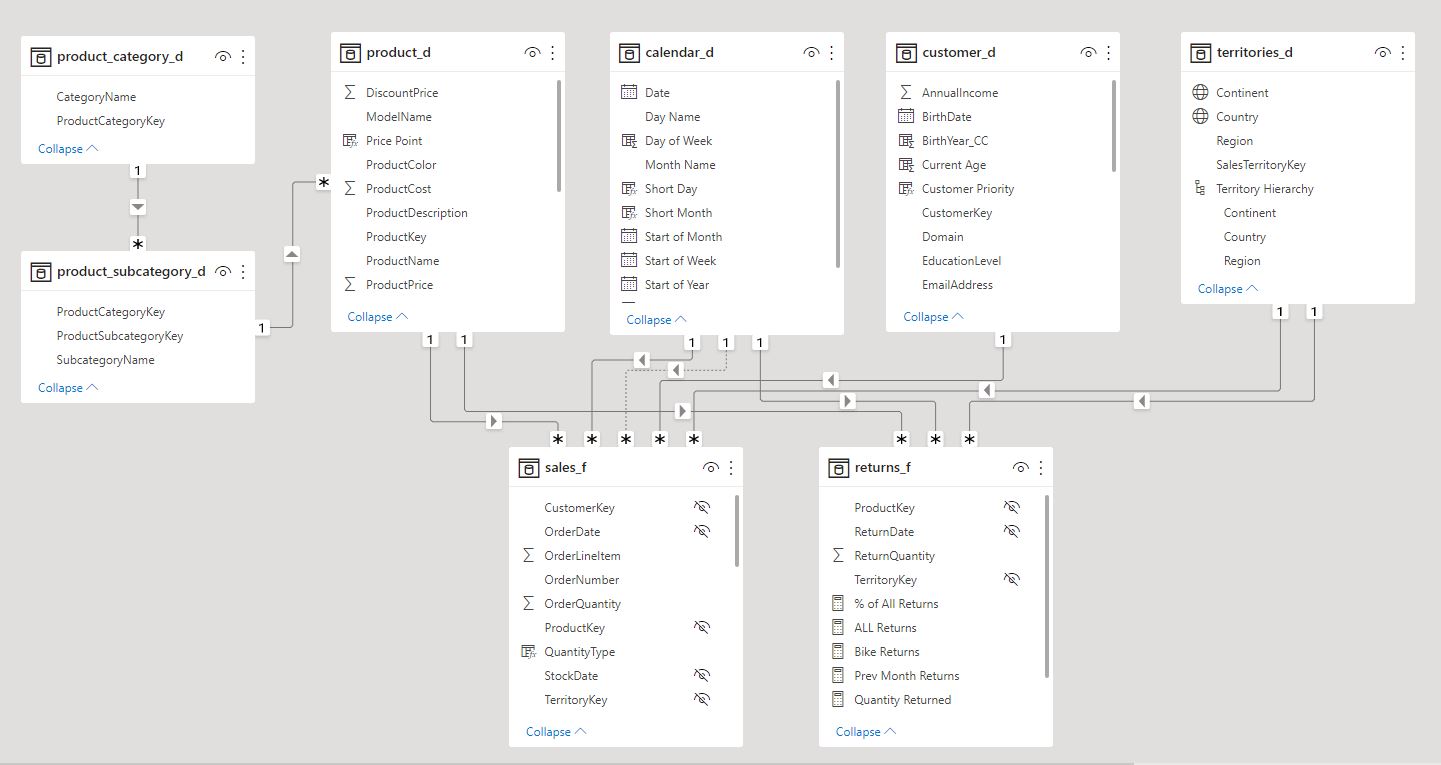 product_category_d
CategoryName
ProductCategoryKey
Collapse
1
*
product_subcategory_d
ProductCategoryKey
ProductSubcategoryKey
SubcategoryName
Collapse
1
*
product_d
DiscountPrice
ModelName
Price Point
ProductColor
ProductCost
ProductDescription
ProductKey
ProductName
ProductPrice
Collapse
1 1
calendar_d
Date
Day Name
Day of Week
Month Name
Short Day
Short Month
Start of Month
Start of Week
Start of Year
Collapse
1 1 1
customer_d
AnnualIncome
BirthDate
BirthYear_CC
Current Age
Customer Priority
CustomerKey
Domain
EducationLevel
EmailAddress
Collapse
1
territories_d
Continent
Country
Region
SalesTerritoryKey
Territory Hierarchy
Continent
Country
Region
Collapse
1 1
* * * * *
sales_f
CustomerKey
OrderDate
OrderLineItem
OrderNumber
OrderQuantity
ProductKey
QuantityType
StockDate
TerritoryKey
Collapse
* * *
returns_f
ProductKey
ReturnDate
ReturnQuantity
TerritoryKey
% of All Returns
ALL Returns
Bike Returns
Prev Month Returns
Quantity Returned
Collapse